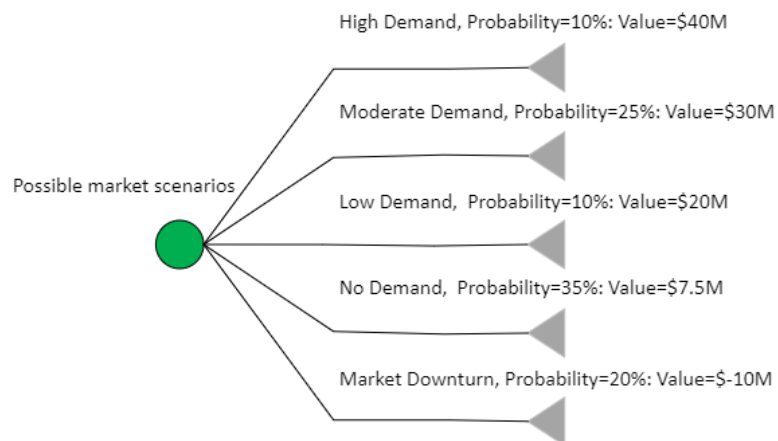 High Demand, Probability=10%: Value=$40M
Moderate Demand, Probability=25%: Value=$30M
Possible market scenarios
Low Demand,  Probability=10%: Value=$20M
No Demand,  Probability=35%: Value=$7.5M
Market Downturn, Probability=20%: Value=$-10M